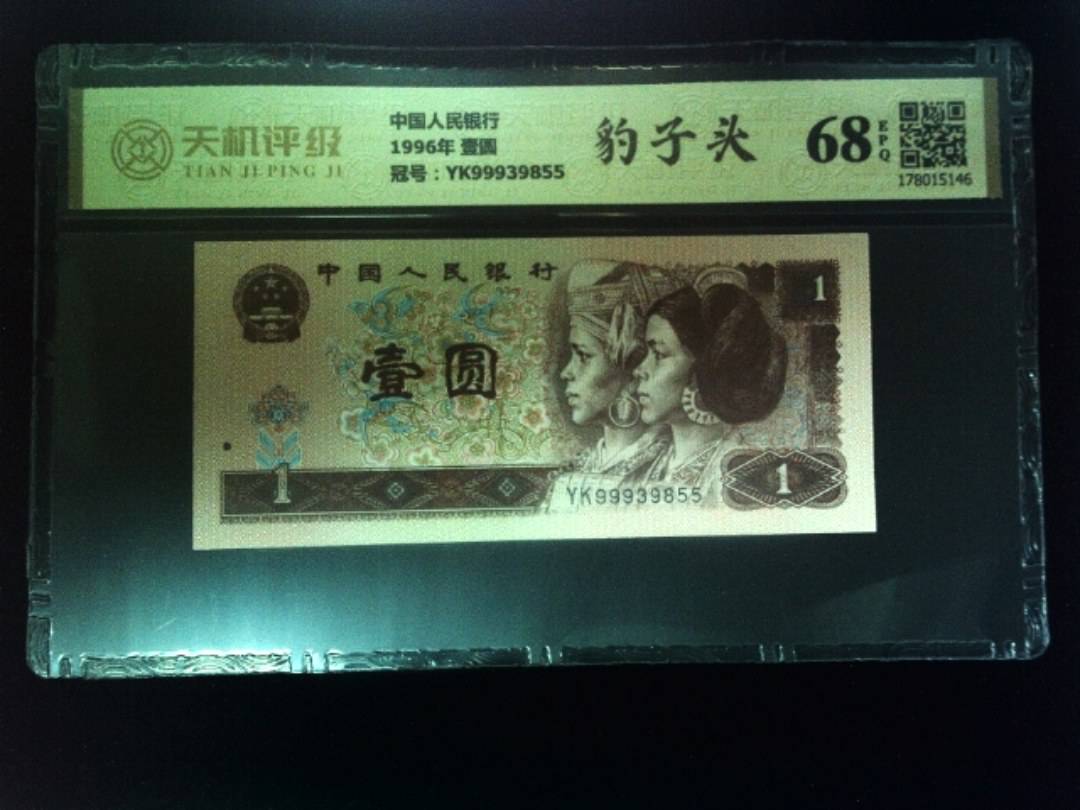 天机评级
TIAN JI PING JI
中国人民银行
1996年 壹圆
冠号：YK99939855
豹子头
68
EPQ
178015146
中国人民银行
1
壹圆
1
YK99939855
1